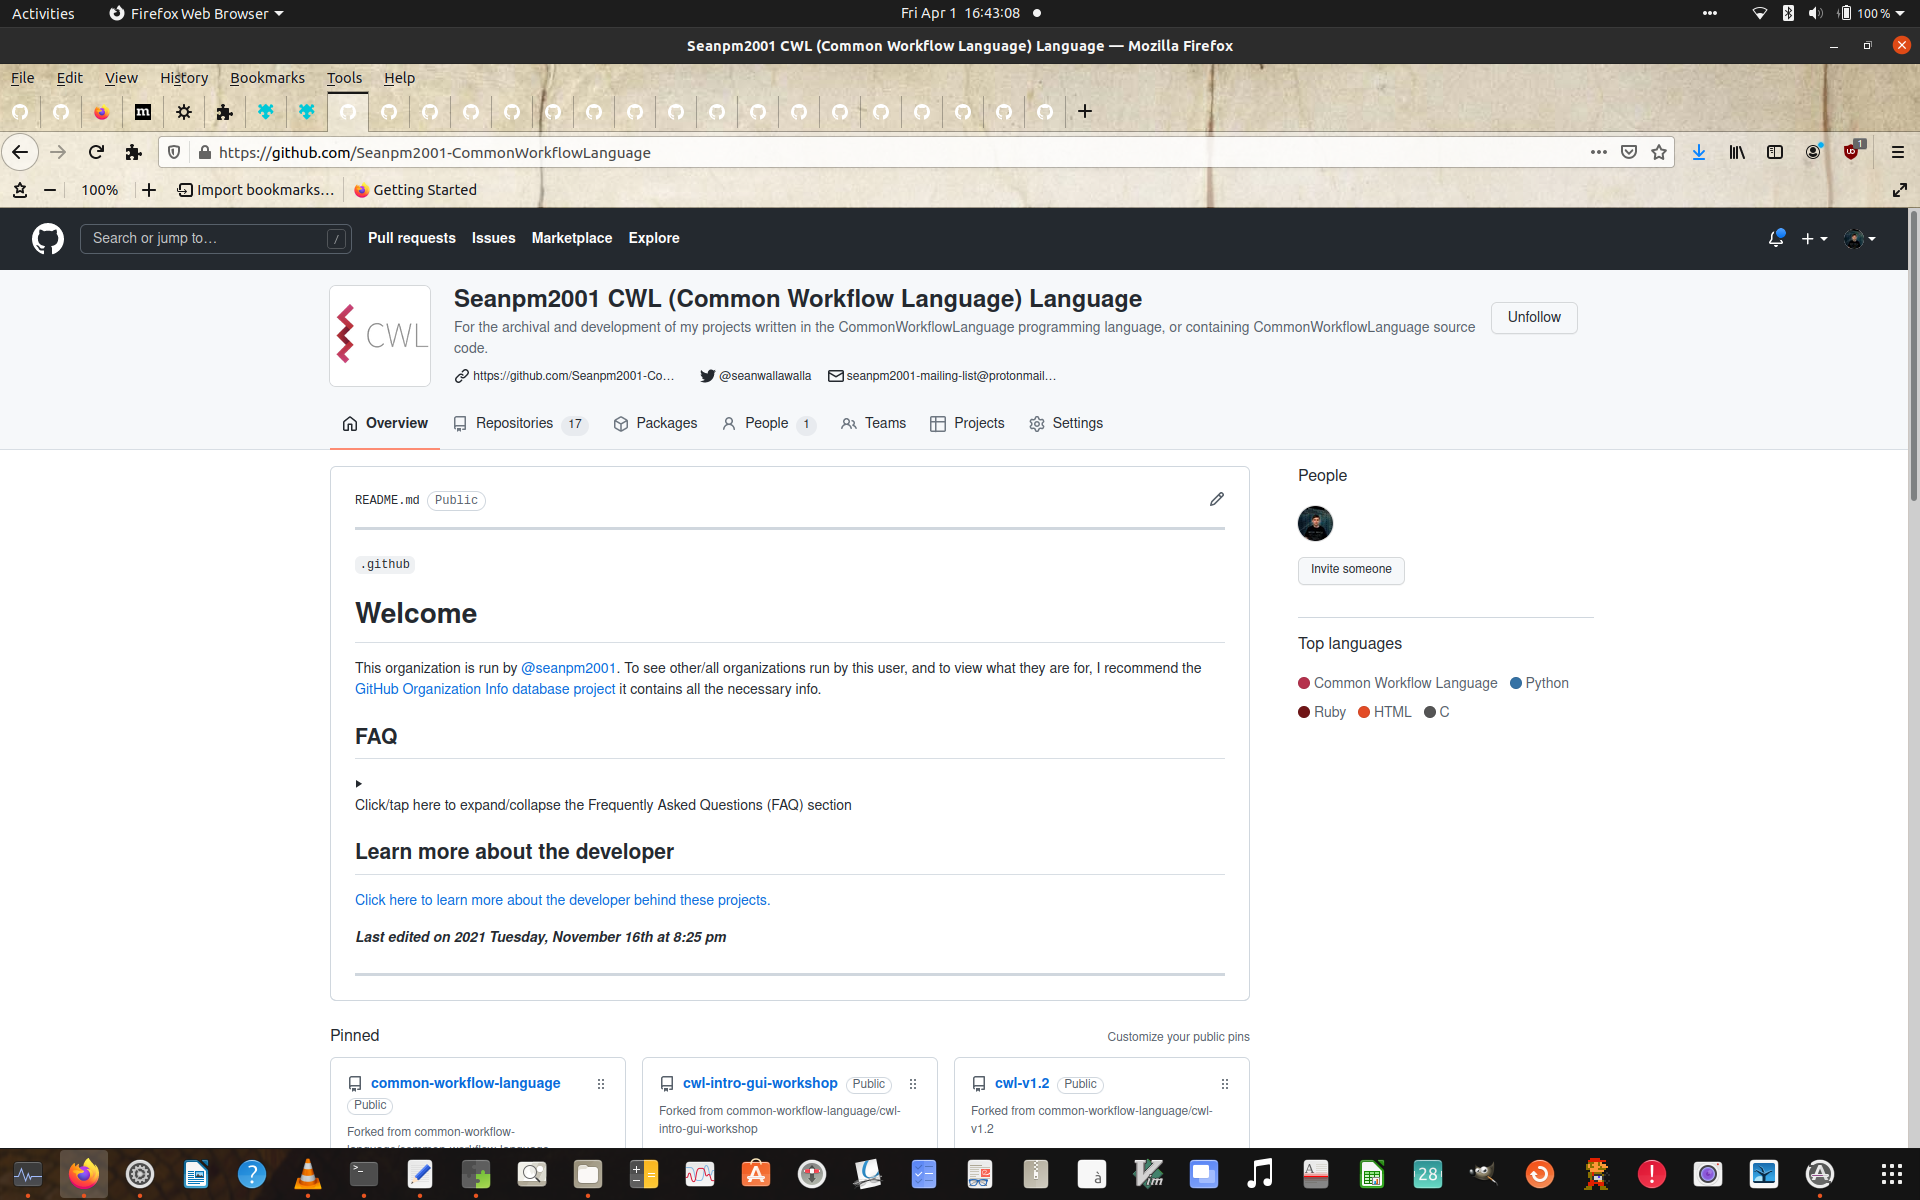 Activities
Firefox Web Browser
Fri Apr 1 16:43:08
100 %
Seanpm2001 CWL (Common Workflow Language) Language — Mozilla Firefox
File Edit View History Bookmarks Tools Help
https://github.com/Seanpm2001-CommonWorkflowLanguage
1
100%
Import bookmarks...
Getting Started
Search or jump to...
/
Pull requests Issues Marketplace Explore
CWL
Seanpm2001 CWL (Common Workflow Language) Language
For the archival and development of my projects written in the CommonWorkflowLanguage programming language, or containing CommonWorkflowLanguage source
code.
Unfollow
https://github.com/Seanpm2001-Co...
@seanwallawalla
seanpm2001-mailing-list@protonmail...
Overview
Repositories 17
Packages
People 1
Teams
Projects
Settings
README.md Public
.github
Welcome
This organization is run by @seanpm2001. To see other/all organizations run by this user, and to view what they are for, I recommend the
GitHub Organization Info database project it contains all the necessary info.
FAQ
Click/tap here to expand/collapse the Frequently Asked Questions (FAQ) section
Learn more about the developer
Click here to learn more about the developer behind these projects.
Last edited on 2021 Tuesday, November 16th at 8:25 pm
People
Invite someone
Top languages
Common Workflow Language Python
Ruby HTML C
Pinned
Customize your public pins
common-workflow-language
Public
Forked from common-workflow-
language/common-workflow-language
cwl-intro-gui-workshop Public
Forked from common-workflow-language/cwl-
intro-gui-workshop
cwl-v1.2 Public
Forked from common-workflow-language/cwl-
v1.2
28